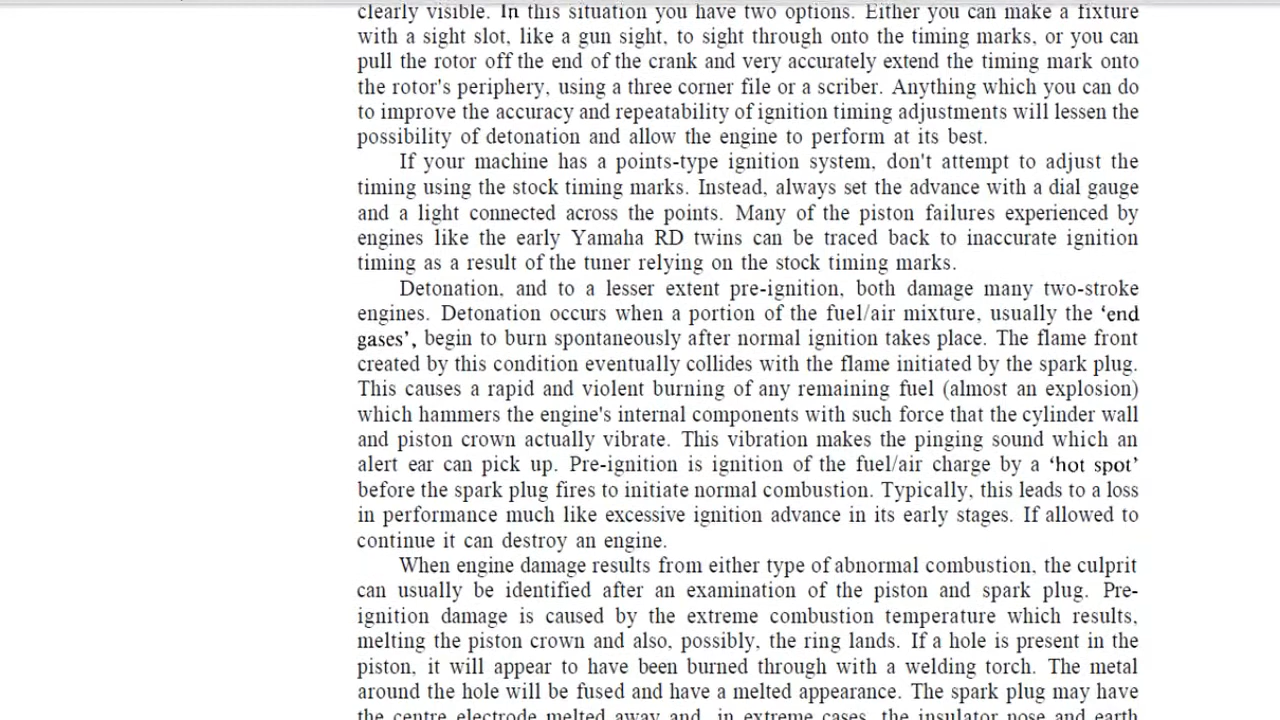 clearly visible. In this situation you have two options. Either you can make a fixture
with a sight slot, like a gun sight, to sight through onto the timing marks, or you can
pull the rotor off the end of the crank and very accurately extend the timing mark onto
the rotor's periphery, using a three corner file or a scriber. Anything which you can do
to improve the accuracy and repeatability of ignition timing adjustments will lessen the
possibility of detonation and allow the engine to perform at its best.
If your machine has a points-type ignition system, don't attempt to adjust the
timing using the stock timing marks. Instead, always set the advance with a dial gauge
and a light connected across the points. Many of the piston failures experienced by
engines like the early Yamaha RD twins can be traced back to inaccurate ignition
timing as a result of the tuner relying on the stock timing marks.
Detonation, and to a lesser extent pre-ignition, both damage many two-stroke
engines. Detonation occurs when a portion of the fuel/air mixture, usually the ‘end
gases’, begin to burn spontaneously after normal ignition takes place. The flame front
created by this condition eventually collides with the flame initiated by the spark plug.
This causes a rapid and violent burning of any remaining fuel (almost an explosion)
which hammers the engine's internal components with such force that the cylinder wall
and piston crown actually vibrate. This vibration makes the pinging sound which an
alert ear can pick up. Pre-ignition is ignition of the fuel/air charge by a ‘hot spot’
before the spark plug fires to initiate normal combustion. Typically, this leads to a loss
in performance much like excessive ignition advance in its early stages. If allowed to
continue it can destroy an engine.
When engine damage results from either type of abnormal combustion, the culprit
can usually be identified after an examination of the piston and spark plug. Pre-
ignition damage is caused by the extreme combustion temperature which results,
melting the piston crown and also, possibly, the ring lands. If a hole is present in the
piston, it will appear to have been burned through with a welding torch. The metal
around the hole will be fused and have a melted appearance. The spark plug may have
the centre electrode melted away and, in extreme cases, the insulator nose and earth